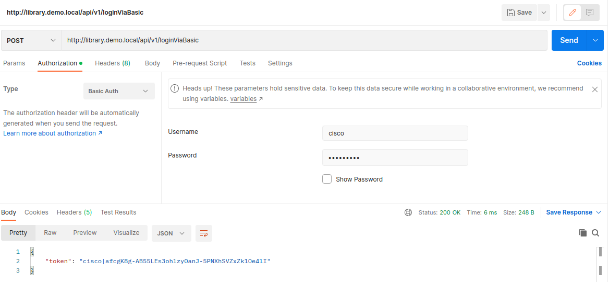 http://library.demo.local/api/v1/loginViaBasic
Save
POST
http://library.demo.local/api/v1/loginViaBasic
Send
Params
Authorization
Headers (8)
Body
Pre-request Script
Tests
Settings
Cookies
Type
Basic Auth
Heads up! These parameters hold sensitive data. To keep this data secure while working in a collaborative environment, we recommend
using variables. variables ↗
The authorization header will be automatically
generated when you send the request.
Learn more about authorization ↗
Username
cisco
Password
•••••••••
Show Password
Body
Cookies
Headers (5)
Test Results
Status: 200 OK
Time: 6 ms
Size: 248 B
Save Response
Pretty
Raw
Preview
Visualize
JSON
1
{
2
"token":
3
}